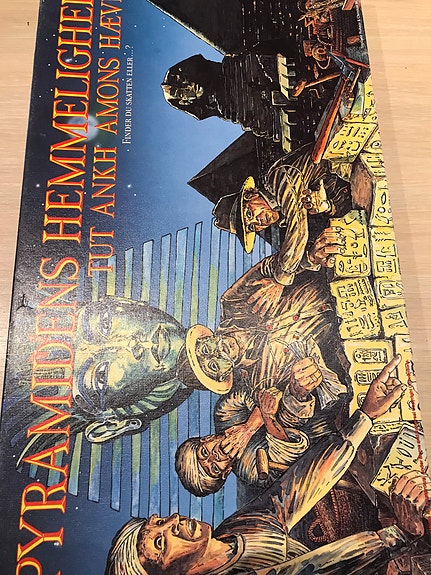 PYRAMIDENS HEMMELIGHED
TUT ANKH AMONS HÆVN
FINDER DU SKATTEN ELLER...?